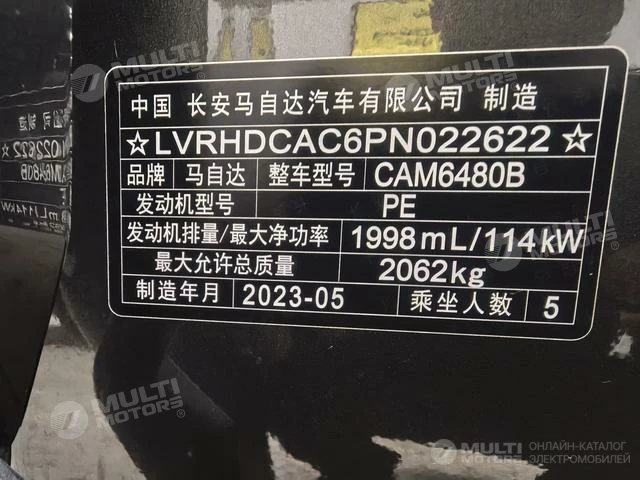 中国 长安马自达汽车有限公司 制造
☆LVRHDCAC6PN022622☆
品牌 马自达 整车型号 CAM6480B
发动机型号 PE
发动机排量/最大净功率 1998mL/114kW
最大允许总质量 2062kg
制造年月 2023-05 乘坐人数 5
MULTI MOTORS
MULTI MOTORS
MULTI MOTORS
MULTI MOTORS
MULTI MOTORS ОНЛАЙН-КАТАЛОГ ЭЛЕКТРОМОБИЛЕЙ